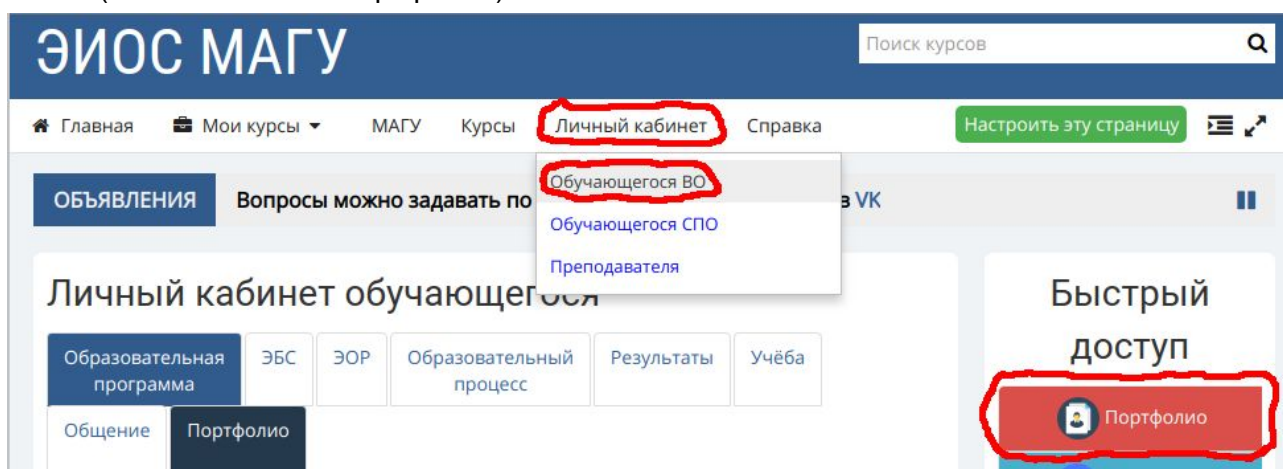 ЭИОС МАГУ
Поиск курсов
Главная Мои курсы МАГУ Курсы Личный кабинет Справка Настроить эту страницу
Обучающегося ВО
ОБЪЯВЛЕНИЯ Вопросы можно задавать по в VK
Обучающегося СПО
Преподавателя
Личный кабинет обучающегося
Быстрый
доступ
Образовательная
программа
ЭБС
ЭОР
Образовательный
процесс
Результаты
Учёба
Общение
Портфолио
Портфолио